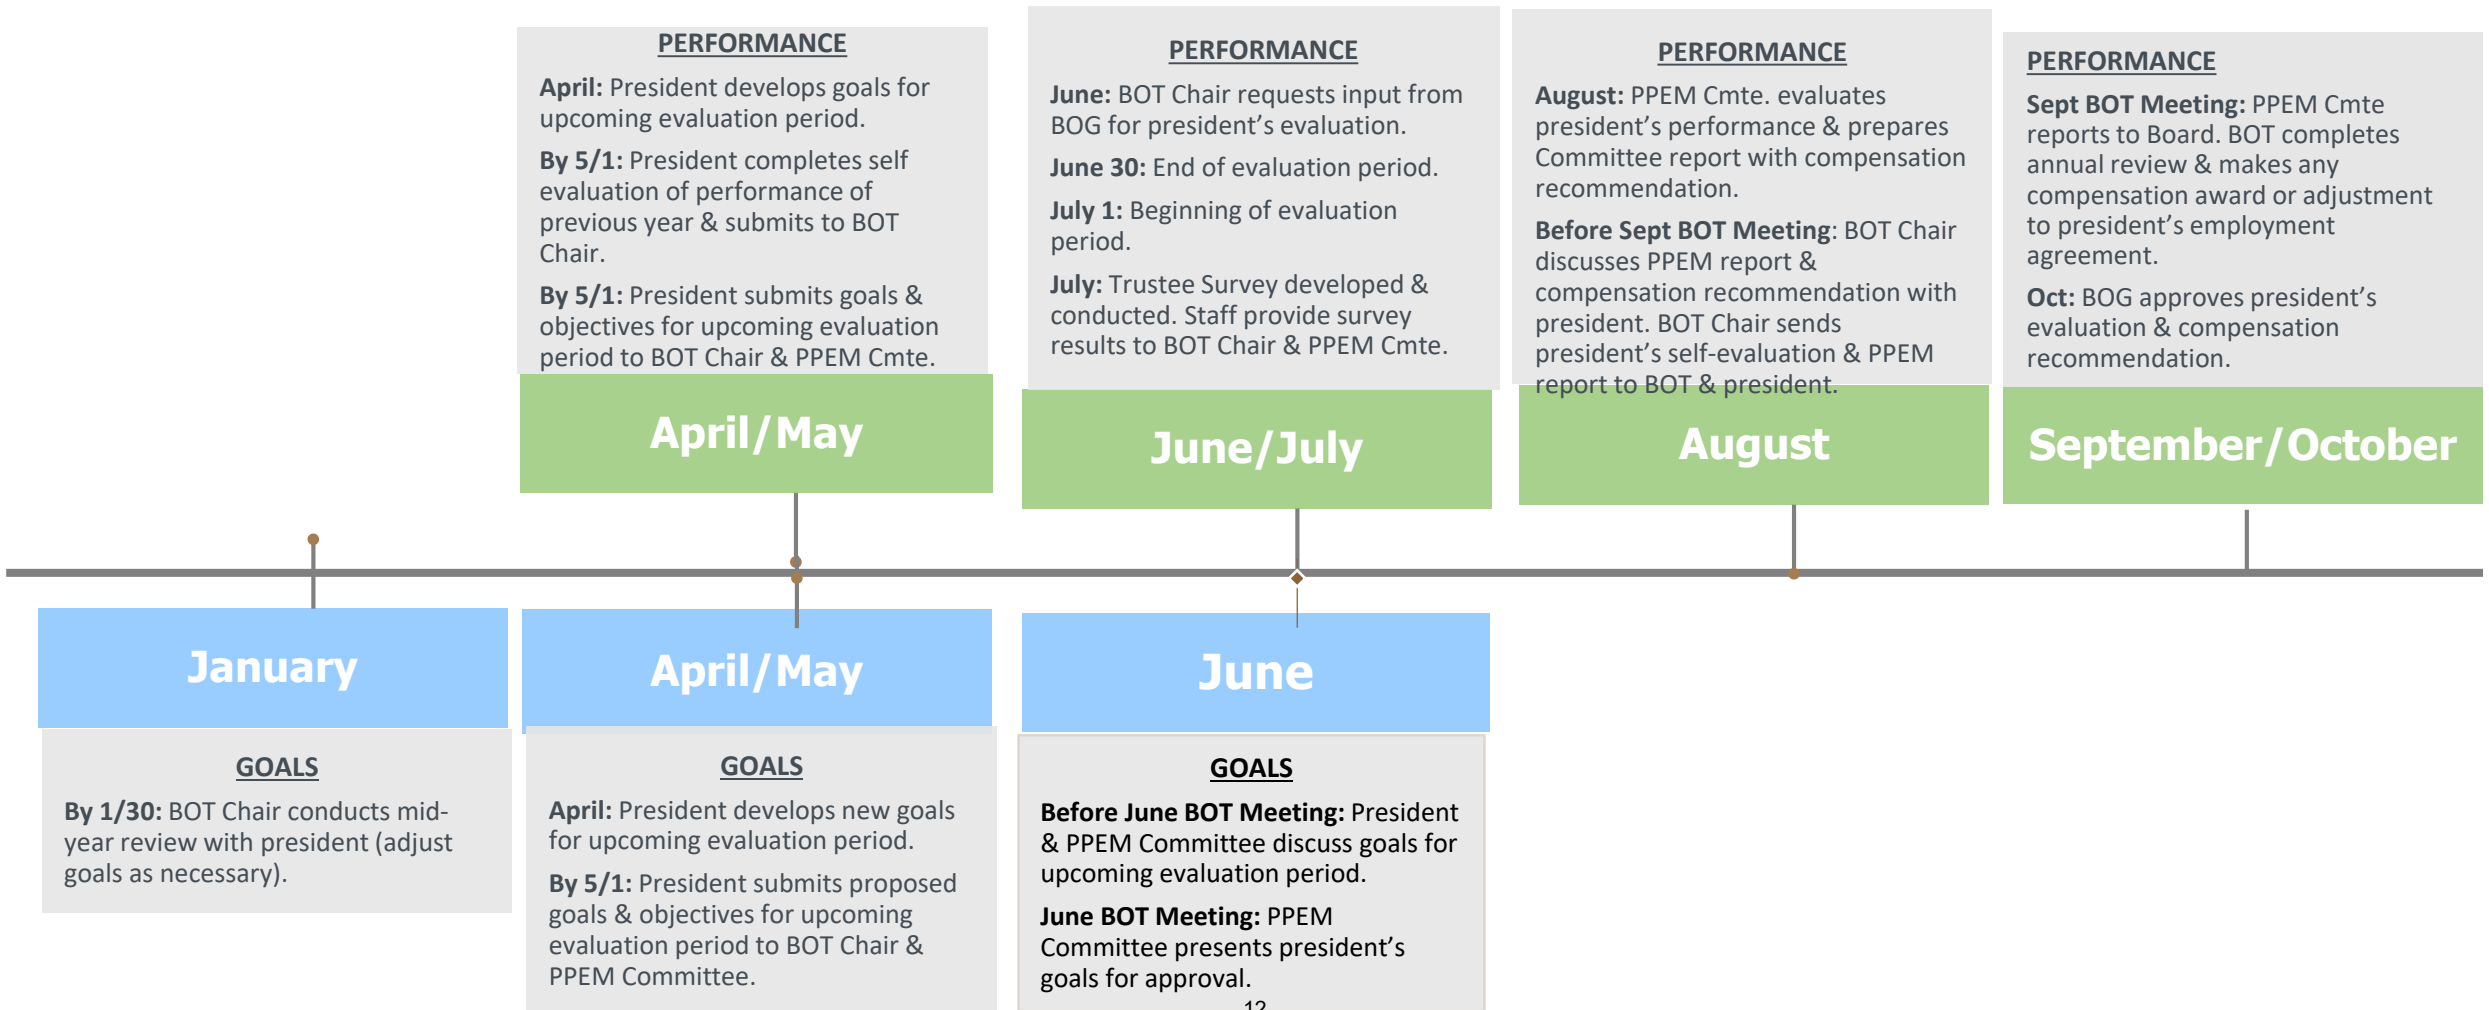 PERFORMANCE
April: President develops goals for
upcoming evaluation period.
By 5/1: President completes self
evaluation of performance of
previous year & submits to BOT
Chair.
By 5/1: President submits goals &
objectives for upcoming evaluation
period to BOT Chair & PPEM Cmte.
April/May
PERFORMANCE
June: BOT Chair requests input from
BOG for president’s evaluation.
June 30: End of evaluation period.
July 1: Beginning of evaluation
period.
July: Trustee Survey developed &
conducted. Staff provide survey
results to BOT Chair & PPEM Cmte.
June/July
PERFORMANCE
August: PPEM Cmte. evaluates
president’s performance & prepares
Committee report with compensation
recommendation.
Before Sept BOT Meeting: BOT Chair
discusses PPEM report &
compensation recommendation with
president. BOT Chair sends
president’s self-evaluation & PPEM
report to BOT & president.
August
PERFORMANCE
Sept BOT Meeting: PPEM Cmte
reports to Board. BOT completes
annual review & makes any
compensation award or adjustment
to president’s employment
agreement.
Oct: BOG approves president’s
evaluation & compensation
recommendation.
September/October
January
GOALS
By 1/30: BOT Chair conducts mid-
year review with president (adjust
goals as necessary).
April/May
GOALS
April: President develops new goals
for upcoming evaluation period.
By 5/1: President submits proposed
goals & objectives for upcoming
evaluation period to BOT Chair &
PPEM Committee.
June
GOALS
Before June BOT Meeting: President
& PPEM Committee discuss goals for
upcoming evaluation period.
June BOT Meeting: PPEM
Committee presents president’s
goals for approval.
12